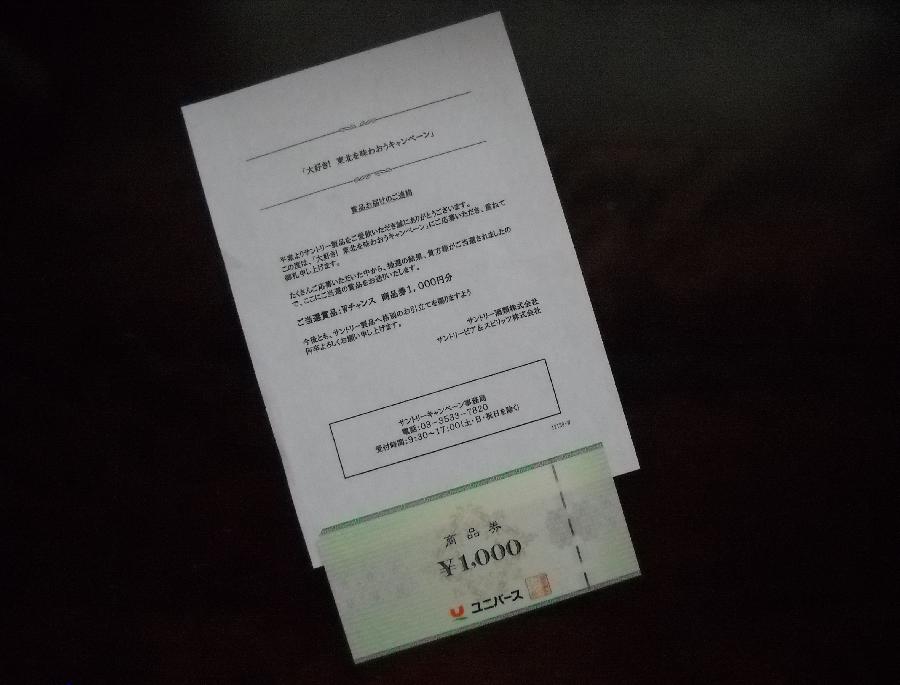 「大好き! 東北を味わおうキャンペーン」
賞品お届けのご連絡
平素よりサントリー製品をご愛飲いただき誠にありがとうございます。
この度は、「大好き! 東北を味わおうキャンペーン」にご応募いただき、重ねて
御礼申し上げます。
たくさんご応募いただいた中から、抽選の結果、貴方様がご当選されましたの
で、ここにご当選の賞品をお送りいたします。
ご当選賞品:Wチャンス 商品券1,000円分
今後とも、サントリー製品へ格別のお引立てを賜りますよう
何卒よろしくお願い申し上げます。
サントリー酒類株式会社
サントリービア&スピリッツ株式会社
サントリーキャンペーン事務局
電話:03-3533-7820
受付時間:9:30~17:00(土・日・祝日を除く)
商品券
¥1,000
ユニバース